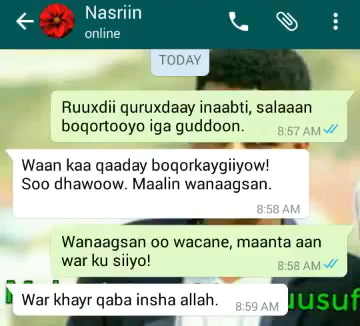 Nasriin
online
TODAY
Ruuxdii quruxdaay inaabti, salaaan
boqortooyo iga guddoon.
8:57 AM
Waan kaa qaaday boqorkaygiiyow!
Soo dhawoow. Maalin wanaagsan.
8:58 AM
Wanaagsan oo wacane, maanta aan
war ku siiyo!
8:58 AM
War khayr qaba insha allah.
8:59 AM
uusuf